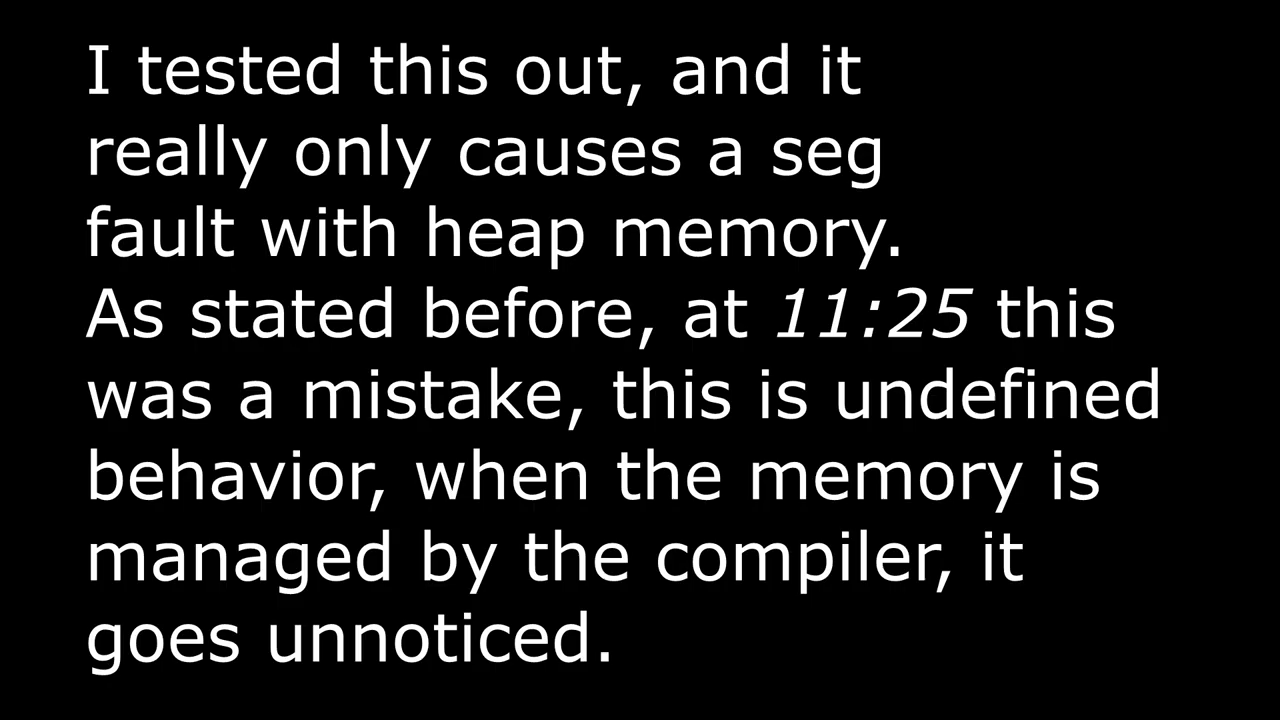 I tested this out, and it
really only causes a seg
fault with heap memory.
As stated before, at 11:25 this
was a mistake, this is undefined
behavior, when the memory is
managed by the compiler, it
goes unnoticed.